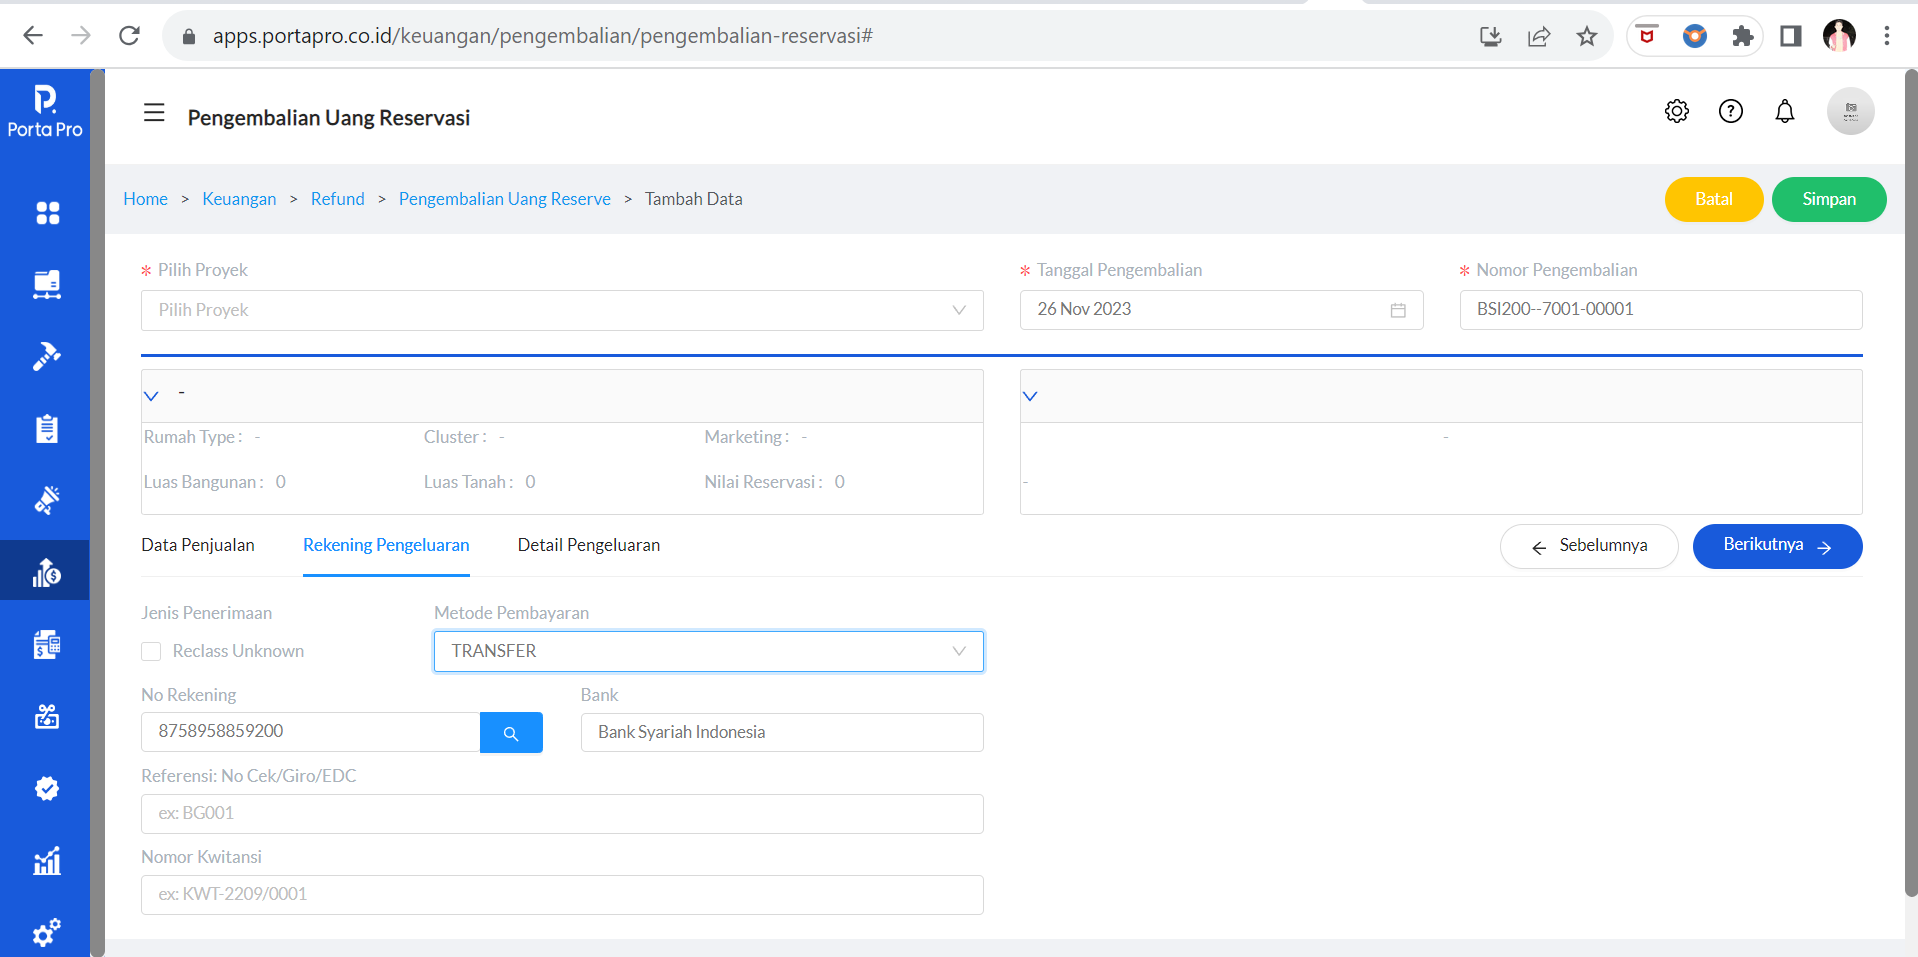 apps.portapro.co.id/keuangan/pengembalian/pengembalian-reservasi#
Porta Pro
Pengembalian Uang Reservasi
Home > Keuangan > Refund > Pengembalian Uang Reserve > Tambah Data
Batal
Simpan
* Pilih Proyek
* Tanggal Pengembalian
* Nomor Pengembalian
Pilih Proyek
26 Nov 2023
BSI200--7001-00001
-
Rumah Type : -
Cluster : -
Marketing : -
-
Luas Bangunan : 0
Luas Tanah : 0
Nilai Reservasi : 0
-
Data Penjualan
Rekening Pengeluaran
Detail Pengeluaran
← Sebelumnya
Berikutnya →
Jenis Penerimaan
Metode Pembayaran
Reclass Unknown
TRANSFER
No Rekening
Bank
8758958859200
Bank Syariah Indonesia
Referensi: No Cek/Giro/EDC
ex: BG001
Nomor Kwitansi
ex: KWT-2209/0001